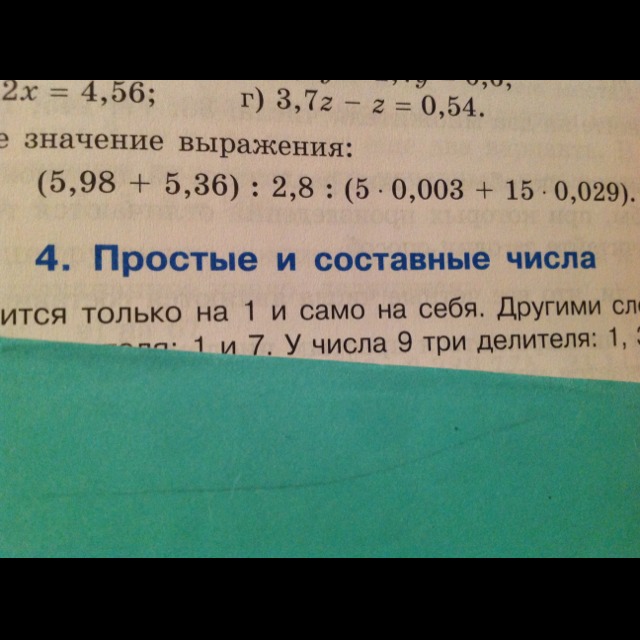 2x = 4,56; г) 3,7z − z = 0,54.
е значение выражения:
(5,98 + 5,36) : 2,8 : (5 · 0,003 + 15 · 0,029).
4. Простые и составные числа
ится только на 1 и само на себя. Другими сл
1 и 7. У числа 9 три делителя: 1,